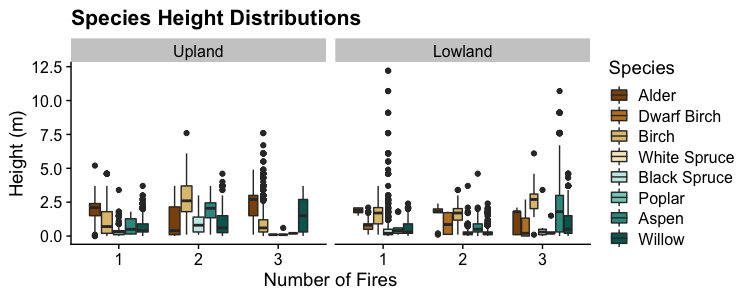 Species Height Distributions
Upland
Lowland
Height (m)
12.5
10.0
7.5
5.0
2.5
0.0
1
2
3
1
2
3
Number of Fires
Species
Alder
Dwarf Birch
Birch
White Spruce
Black Spruce
Poplar
Aspen
Willow